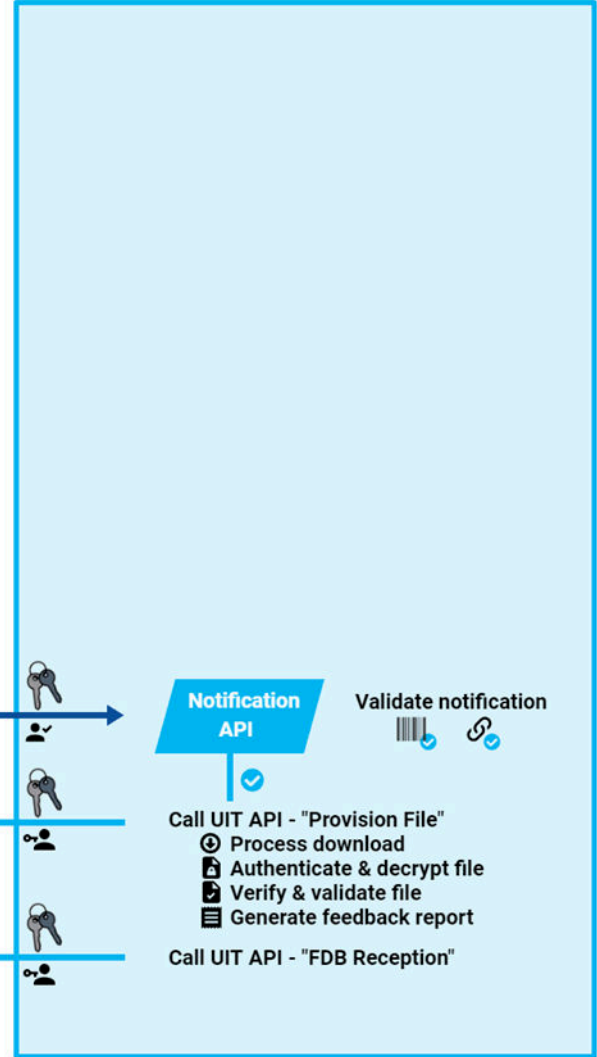 Notification
API
Validate notification
Call UIT API - "Provision File"
Process download
Authenticate & decrypt file
Verify & validate file
Generate feedback report
Call UIT API - "FDB Reception"